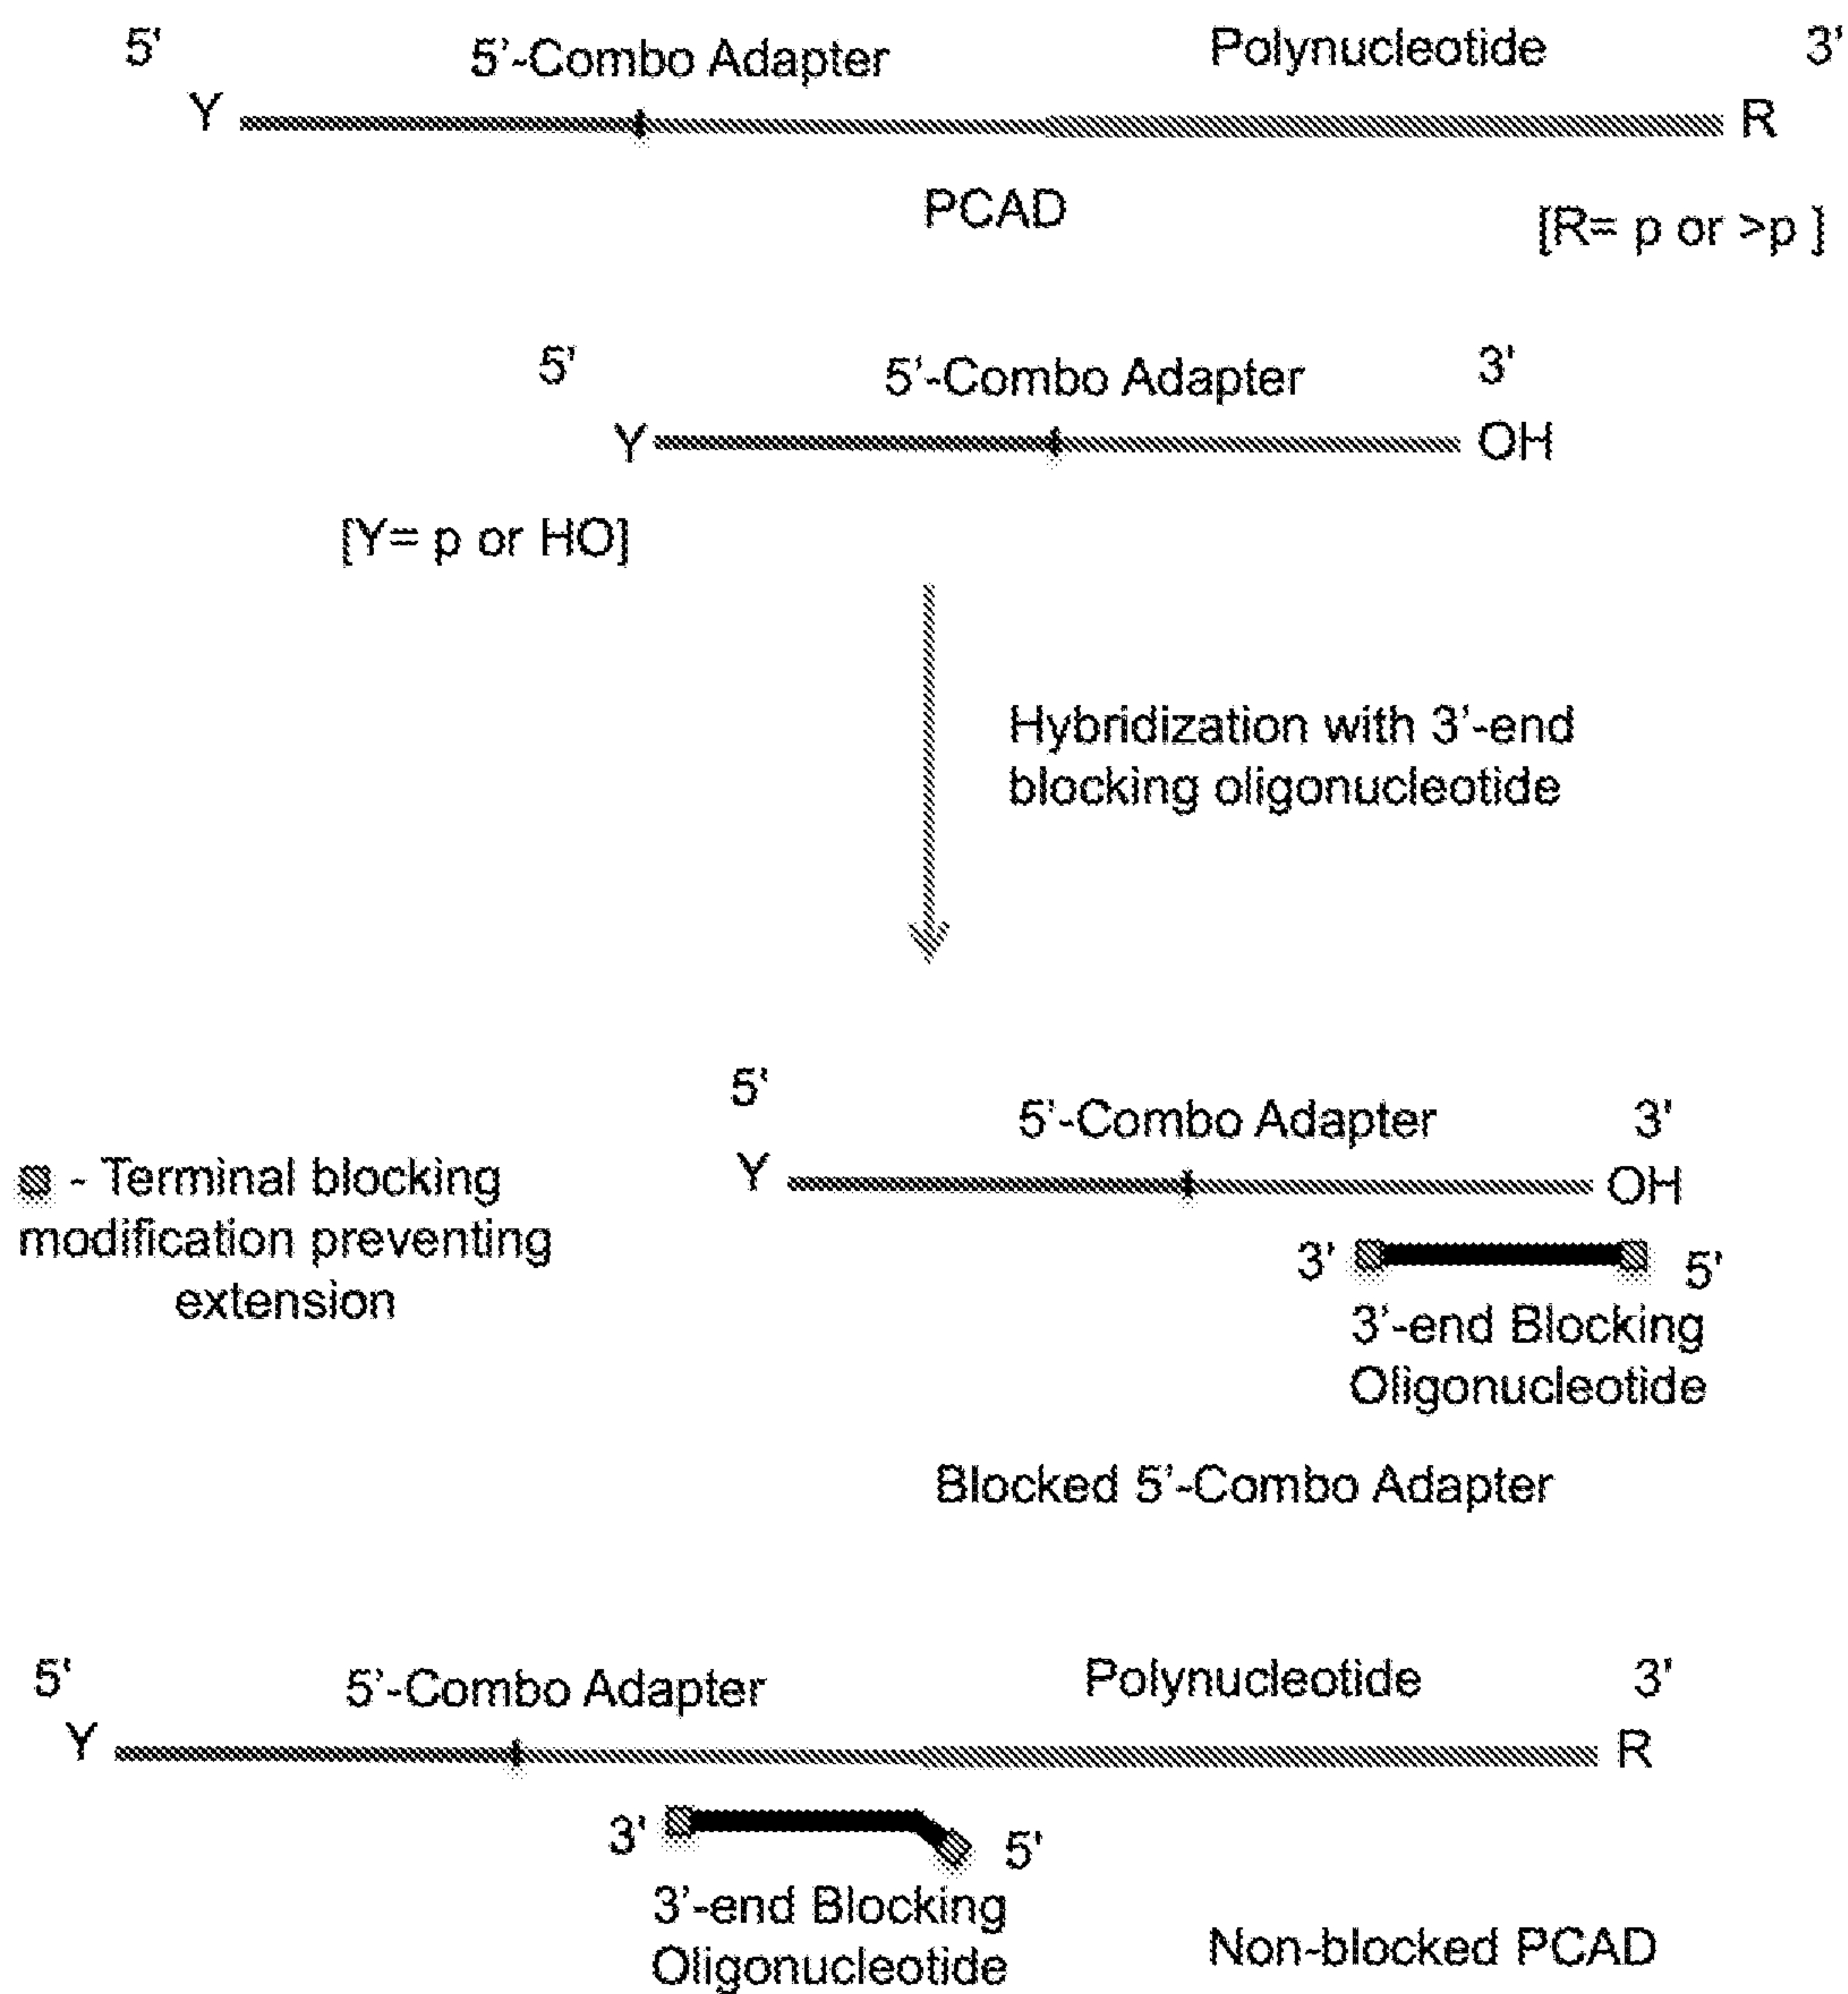 5' 5'-Combo Adapter Polynucleotide 3'
Y R
PCAD
[R= p or >p ]
5' 5'-Combo Adapter 3'
Y OH
[Y= p or HO]
Hybridization with 3'-end
blocking oligonucleotide
5' 5'-Combo Adapter 3'
Y OH
- Terminal blocking
modification preventing
extension
3' 5'
3'-end Blocking
Oligonucleotide
Blocked 5'-Combo Adapter
5' 5'-Combo Adapter Polynucleotide 3'
Y R
3' 5'
3'-end Blocking
Oligonucleotide
Non-blocked PCAD